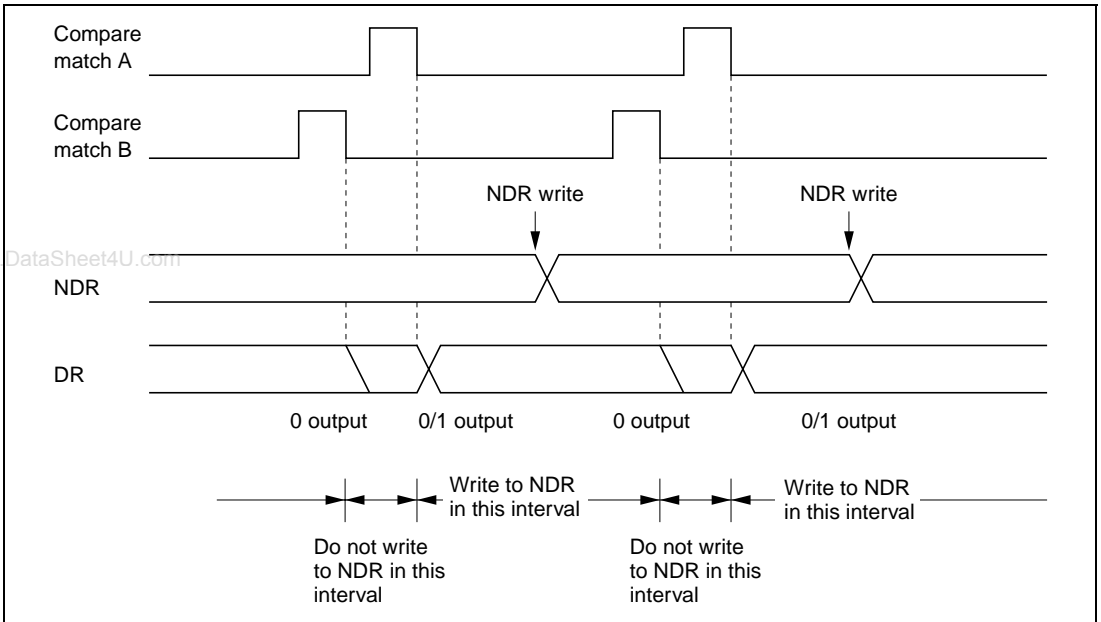 Compare
match A
Compare
match B
NDR write
NDR write
DataSheet4U.com
NDR
DR
0 output
0/1 output
0 output
0/1 output
Write to NDR
in this interval
Write to NDR
in this interval
Do not write
to NDR in this
interval
Do not write
to NDR in this
interval